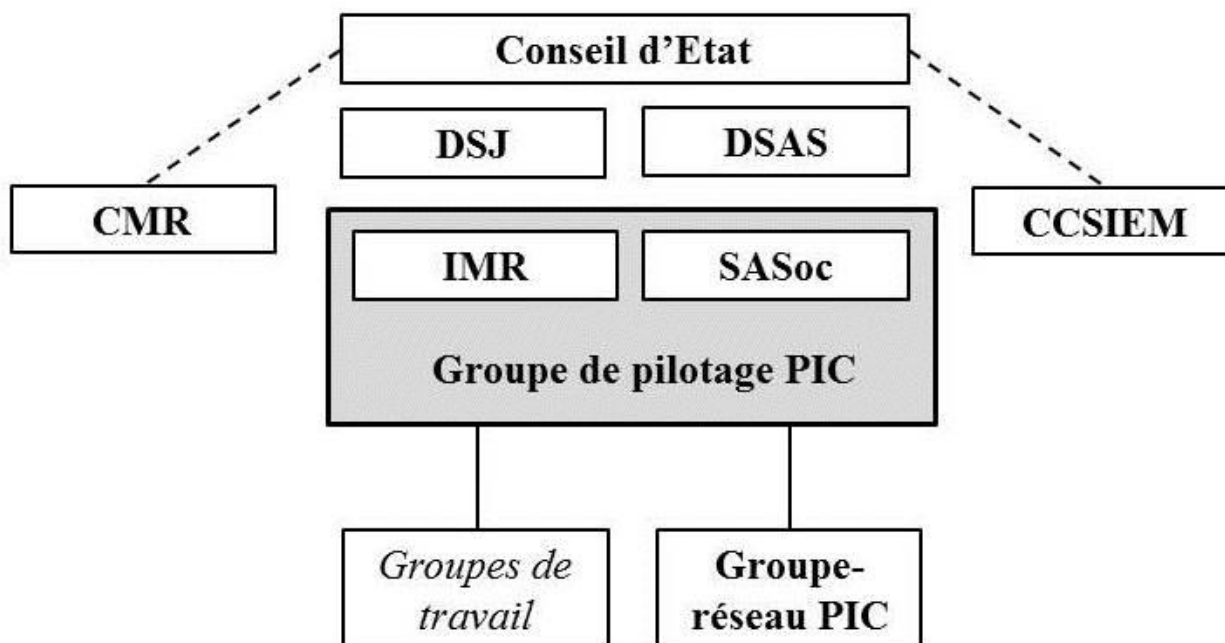 Conseil d’Etat
DSJ
DSAS
CMR
CCSIEM
IMR
SASoc
Groupe de pilotage PIC
Groupes de
travail
Groupe-
réseau PIC